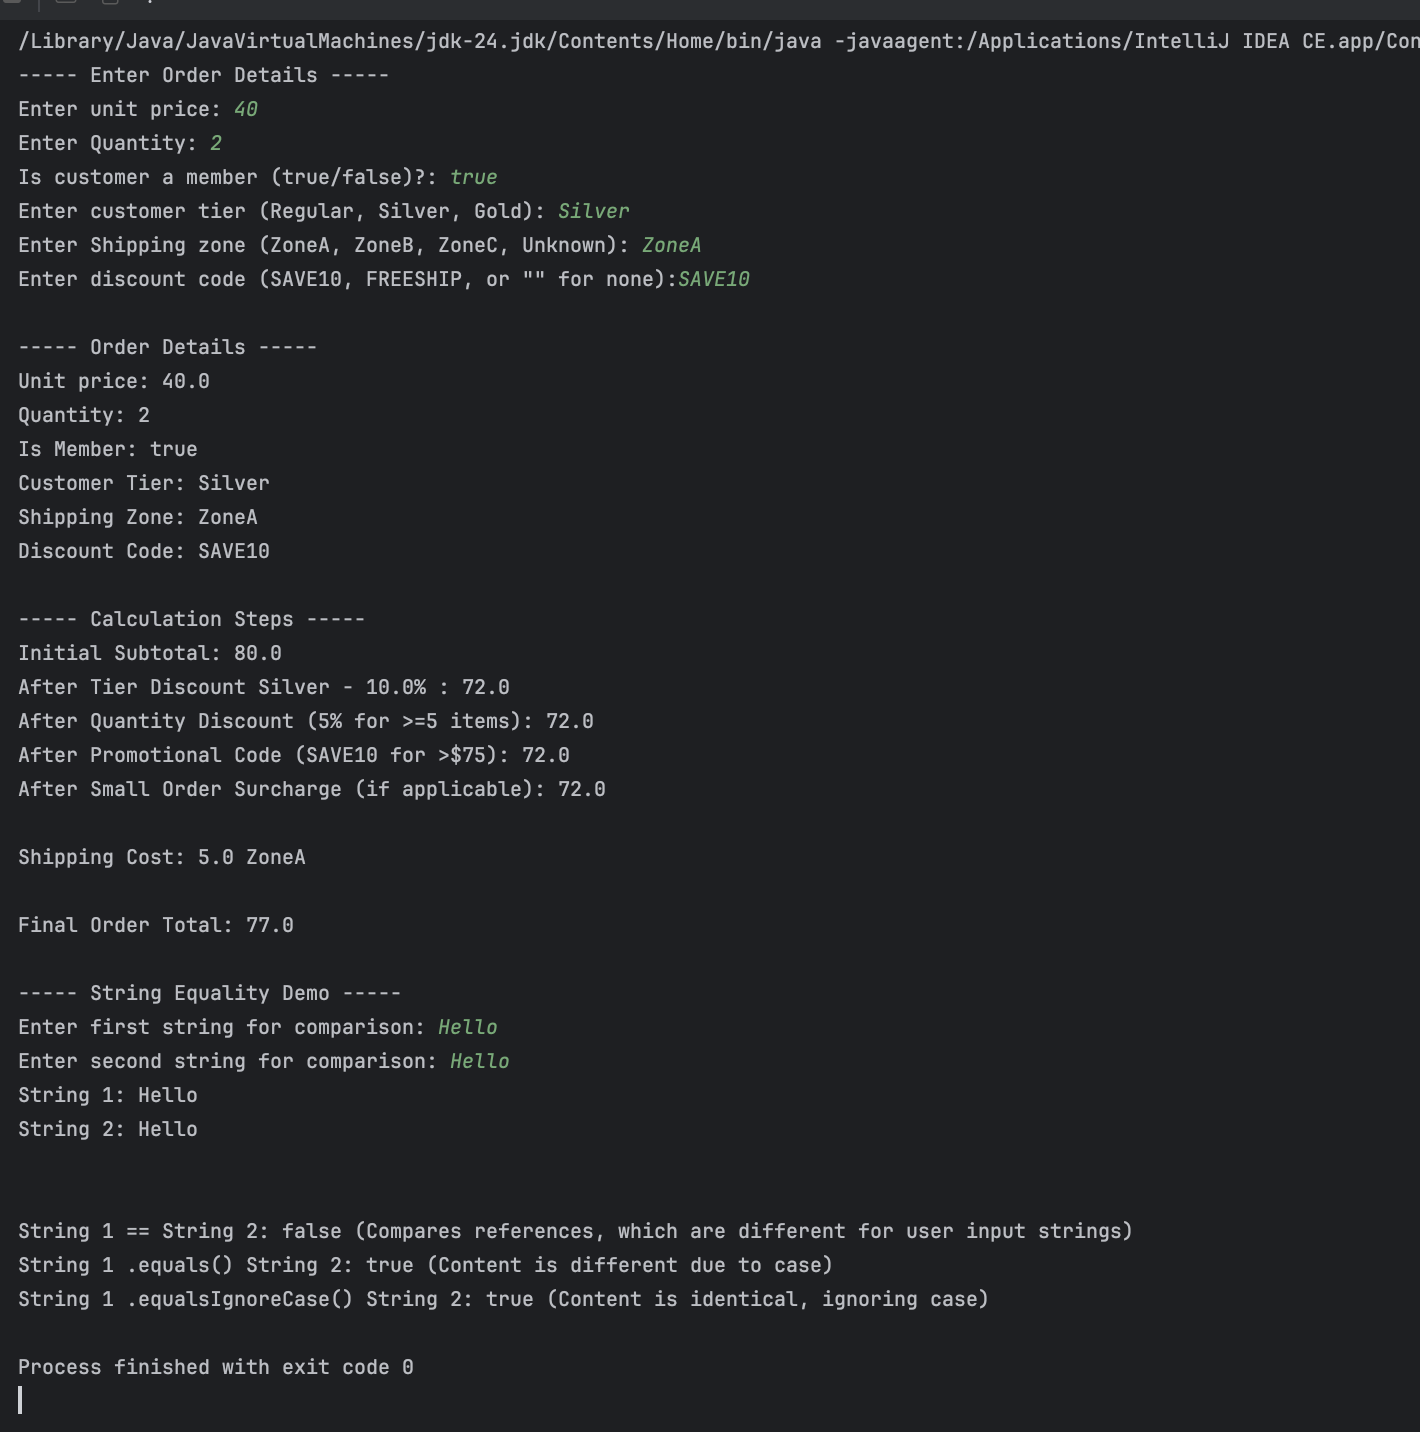 /Library/Java/JavaVirtualMachines/jdk-24.jdk/Contents/Home/bin/java -javaagent:/Applications/IntelliJ IDEA CE.app/Con
----- Enter Order Details -----
Enter unit price: 40
Enter Quantity: 2
Is customer a member (true/false)?: true
Enter customer tier (Regular, Silver, Gold): Silver
Enter Shipping zone (ZoneA, ZoneB, ZoneC, Unknown): ZoneA
Enter discount code (SAVE10, FREESHIP, or "" for none):SAVE10
----- Order Details -----
Unit price: 40.0
Quantity: 2
Is Member: true
Customer Tier: Silver
Shipping Zone: ZoneA
Discount Code: SAVE10
----- Calculation Steps -----
Initial Subtotal: 80.0
After Tier Discount Silver - 10.0% : 72.0
After Quantity Discount (5% for >=5 items): 72.0
After Promotional Code (SAVE10 for >$75): 72.0
After Small Order Surcharge (if applicable): 72.0
Shipping Cost: 5.0 ZoneA
Final Order Total: 77.0
----- String Equality Demo -----
Enter first string for comparison: Hello
Enter second string for comparison: Hello
String 1: Hello
String 2: Hello
String 1 == String 2: false (Compares references, which are different for user input strings)
String 1 .equals() String 2: true (Content is different due to case)
String 1 .equalsIgnoreCase() String 2: true (Content is identical, ignoring case)
Process finished with exit code 0